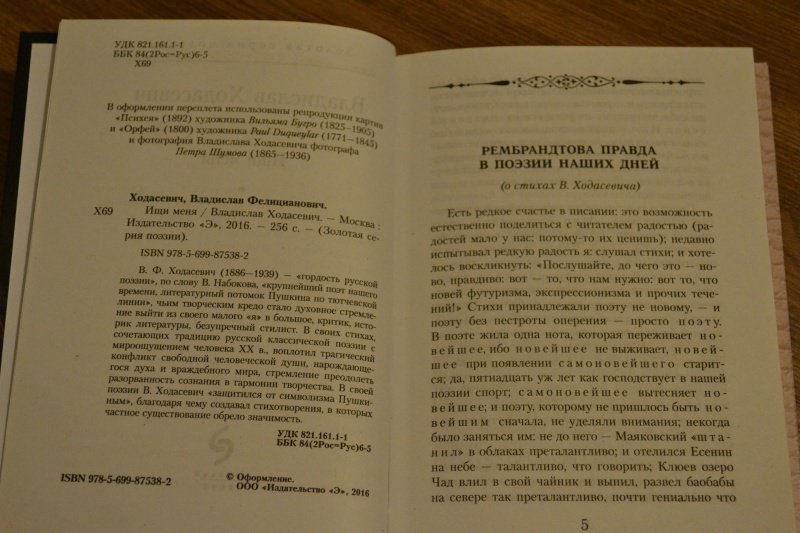 УДК 821.161.1-1
ББК 84(2Рос=Рус)6-5
Х69
В оформлении переплета использованы репродукции картин
«Психея» (1892) художника Вильяма Бугро (1825—1905)
и «Орфей» (1800) художника Paul Duqueylar (1771—1845)
и фотография Владислава Ходасевича фотографа
Петра Шумова (1865—1936)
Ходасевич, Владислав Фелицианович.
Х69 Ищи меня / Владислав Ходасевич. — Москва :
Издательство «Э», 2016. — 256 с. — (Золотая се-
рия поэзии).
ISBN 978-5-699-87538-2
В. Ф. Ходасевич (1886—1939) — «гордость русской
поэзии», по слову В. Набокова, «крупнейший поэт нашего
времени, литературный потомок Пушкина по тютчевской
линии», чьим творческим кредо стало духовное стремле-
ние выйти из своего малого «я» в большое, критик, исто-
рик литературы, безупречный стилист. В своих стихах,
сочетающих традицию русской классической поэзии с
мироощущением человека XX в., воплотил трагический
конфликт свободной человеческой души, нарождающе-
гося духа и враждебного мира, стремление преодолеть
разорванность сознания в гармонии творчества. В своей
поэзии В. Ходасевич «защитился от символизма Пушки-
ным», благодаря чему создавал стихотворения, в которых
частное существование обрело значимость.
УДК 821.161.1-1
ББК 84(2Рос=Рус)6-5
© Оформление.
ISBN 978-5-699-87538-2 ООО «Издательство «Э», 2016
РЕМБРАНДТОВА ПРАВДА
В ПОЭЗИИ НАШИХ ДНЕЙ
(о стихах В. Ходасевича)
Есть редкое счастье в писании: это возможность
естественно поделиться с читателем радостью (ра-
достей мало у нас: потому-то их ценишь); недавно
испытывал редкую радость я: слушал стихи; и хоте-
лось воскликнуть: «Послушайте, до чего это — но-
во, правдиво: вот — то, что нам нужно: вот то, что
новей футуризма, экспрессионизма и прочих тече-
ний!» Стихи принадлежали поэту не новому, — и
поэту без пестроты оперения — просто поэту.
В поэте жила одна нота, которая переживает но-
вейшее, ибо новейшее не выживает, новей-
шее при появлении самоновейшего старит-
ся; да, пятнадцать уж лет как господствует в нашей
поэзии спорт; самоновейшее вытесняет но-
вейшее; и поэту, которому не пришлось быть но-
вейшим сначала, не уделили внимания; некогда
было заняться им: не до него — Маяковский «шта-
нил» в облаках преталантливо; и отелился Есенин
на небе — талантливо, что говорить; Клюев озеро
Чад влил в свой чайник и выпил, развел баобабы
на севере так преталантливо, почти гениально что
5